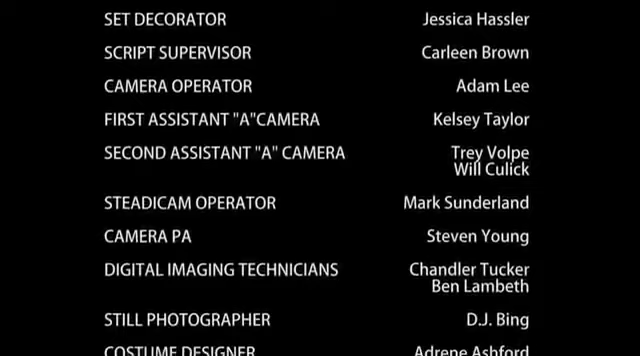 SET DECORATOR Jessica Hassler
SCRIPT SUPERVISOR Carleen Brown
CAMERA OPERATOR Adam Lee
FIRST ASSISTANT "A"CAMERA Kelsey Taylor
SECOND ASSISTANT "A" CAMERA Trey Volpe
Will Culick
STEADICAM OPERATOR Mark Sunderland
CAMERA PA Steven Young
DIGITAL IMAGING TECHNICIANS Chandler Tucker
Ben Lambeth
STILL PHOTOGRAPHER D.J. Bing
COSTUME DESIGNER Adrene Ashford